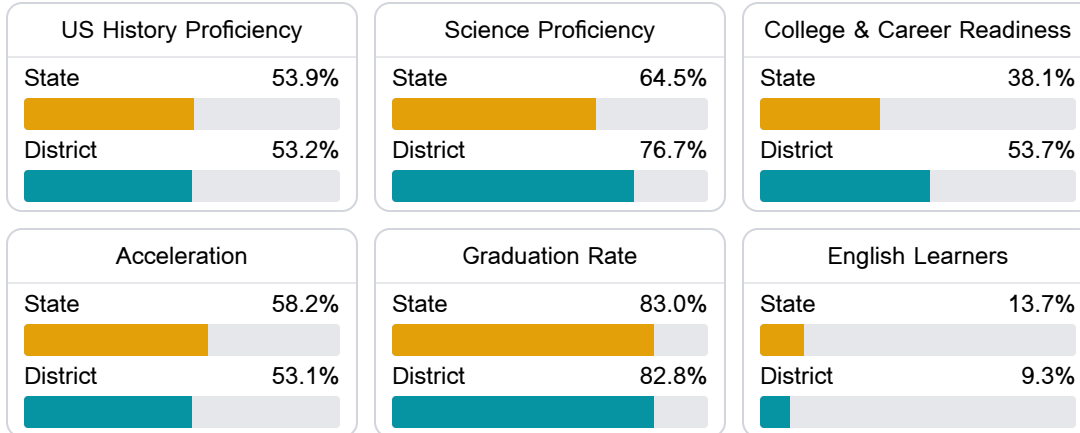 US History Proficiency
State 53.9%
District 53.2%
Science Proficiency
State 64.5%
District 76.7%
College & Career Readiness
State 38.1%
District 53.7%
Acceleration
State 58.2%
District 53.1%
Graduation Rate
State 83.0%
District 82.8%
English Learners
State 13.7%
District 9.3%